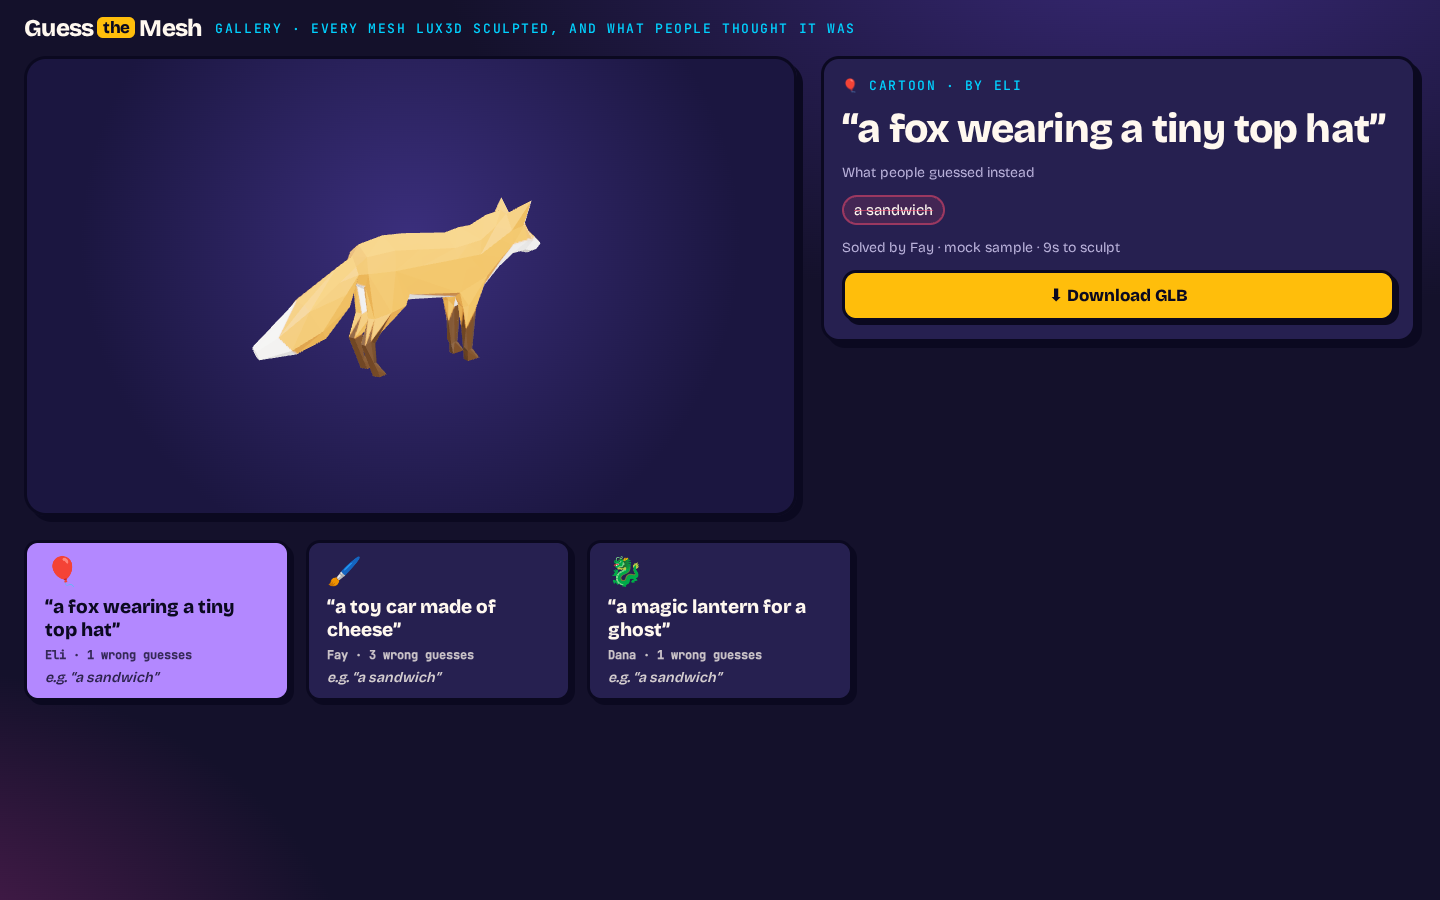 Guess the Mesh GALLERY · EVERY MESH LUX3D SCULPTED, AND WHAT PEOPLE THOUGHT IT WAS
CARTOON · BY ELI
“a fox wearing a tiny top hat”
What people guessed instead
a sandwich
Solved by Fay · mock sample · 9s to sculpt
⬇ Download GLB
“a fox wearing a tiny
top hat”
Eli · 1 wrong guesses
e.g. “a sandwich”
“a toy car made of
cheese”
Fay · 3 wrong guesses
e.g. “a sandwich”
“a magic lantern for a
ghost”
Dana · 1 wrong guesses
e.g. “a sandwich”